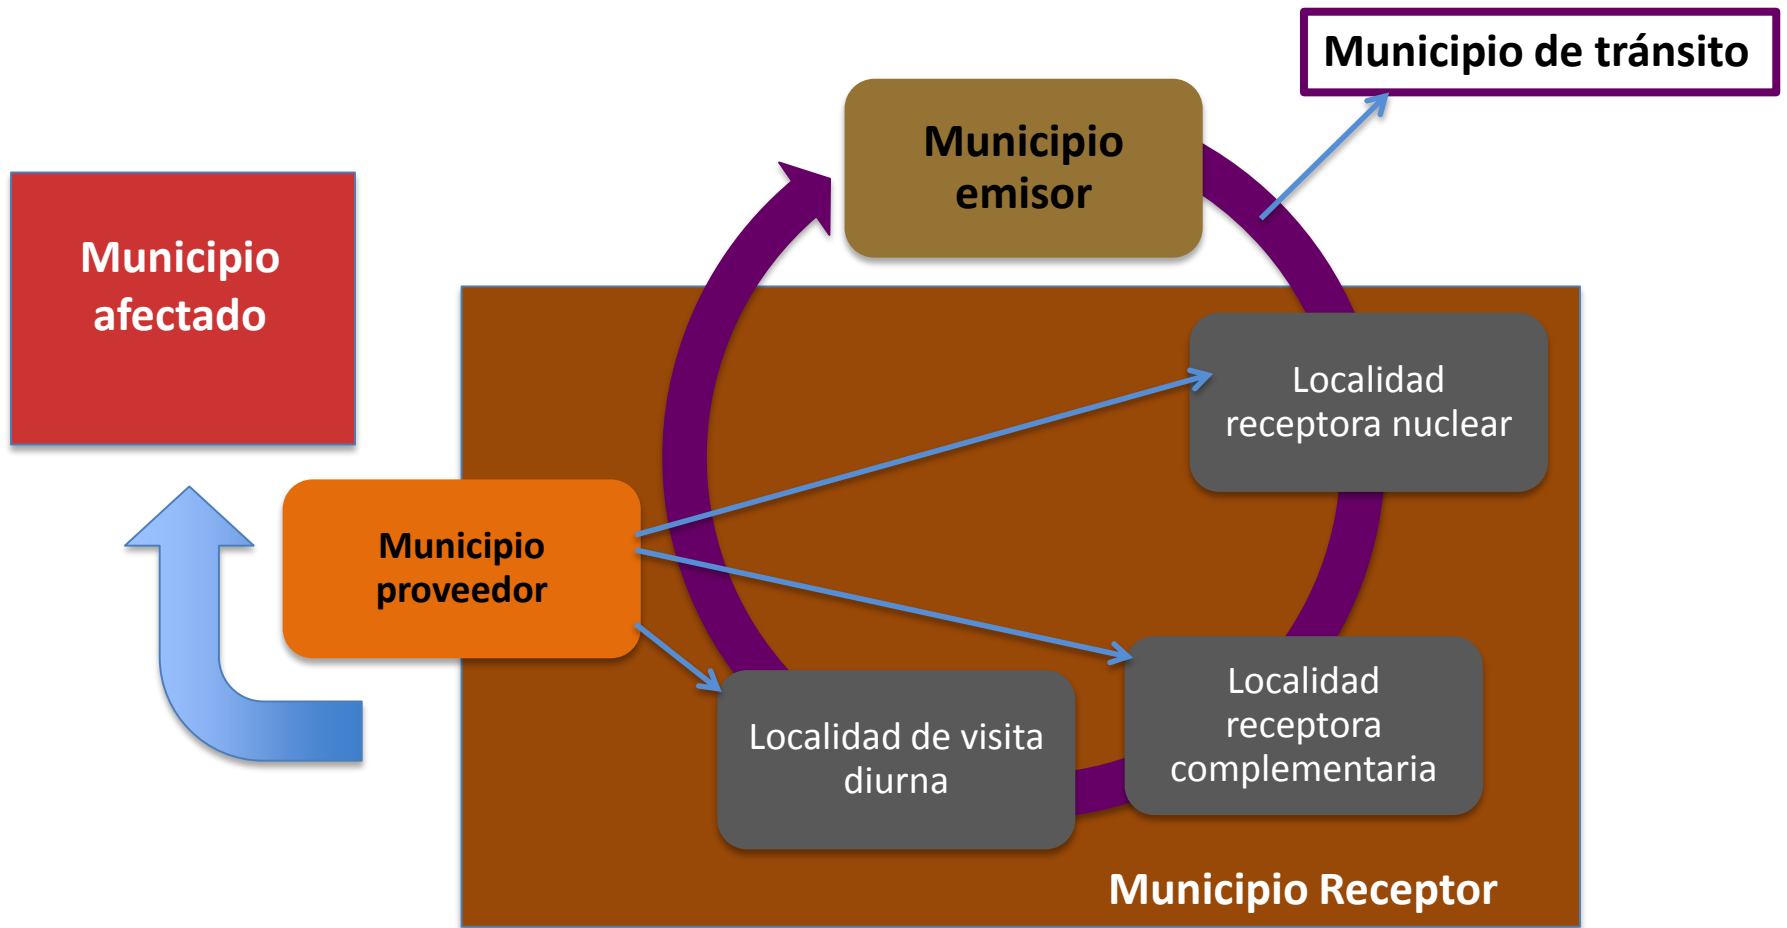 Municipio de tránsito
Municipio
emisor
Municipio
afectado
Localidad
receptora nuclear
Municipio
proveedor
Localidad
receptora
complementaria
Localidad de visita
diurna
Municipio Receptor